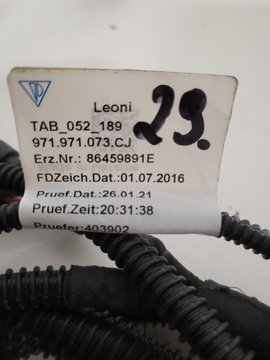 Leoni
TAB_052_189
29.
971.971.073.CJ
Erz.Nr.: 86459891E
FDZeich.Dat.:01.07.2016
Pruef.Dat.:26.01.21
Pruef.Zeit:20:31:38
Pruefer:403902